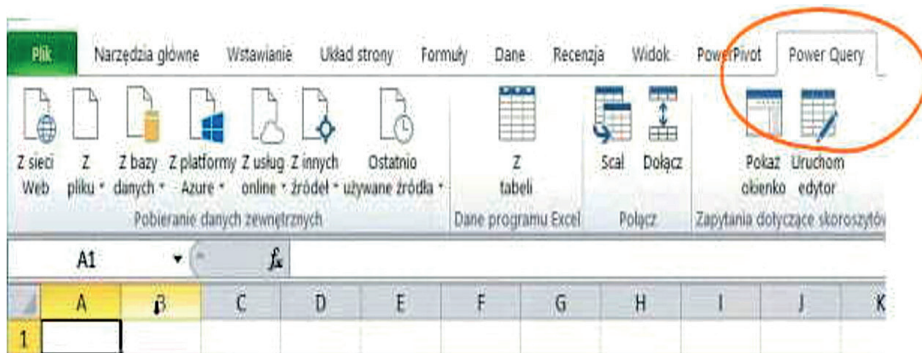 Plik Narzędzia główne Wstawianie Układ strony Formuły Dane Recenzja Widok PowerPivot Power Query
Z sieci Z Z bazy Z platformy Z usług Z innych Ostatnio Z Scal Dołącz Pokaż Uruchom
Web pliku danych Azure online źródeł używane źródła tabeli okienko edytor
Pobieranie danych zewnętrznych Dane programu Excel Połącz Zapytania dotyczące skoroszytów
A1 fx
A B C D E F G H I J K
1